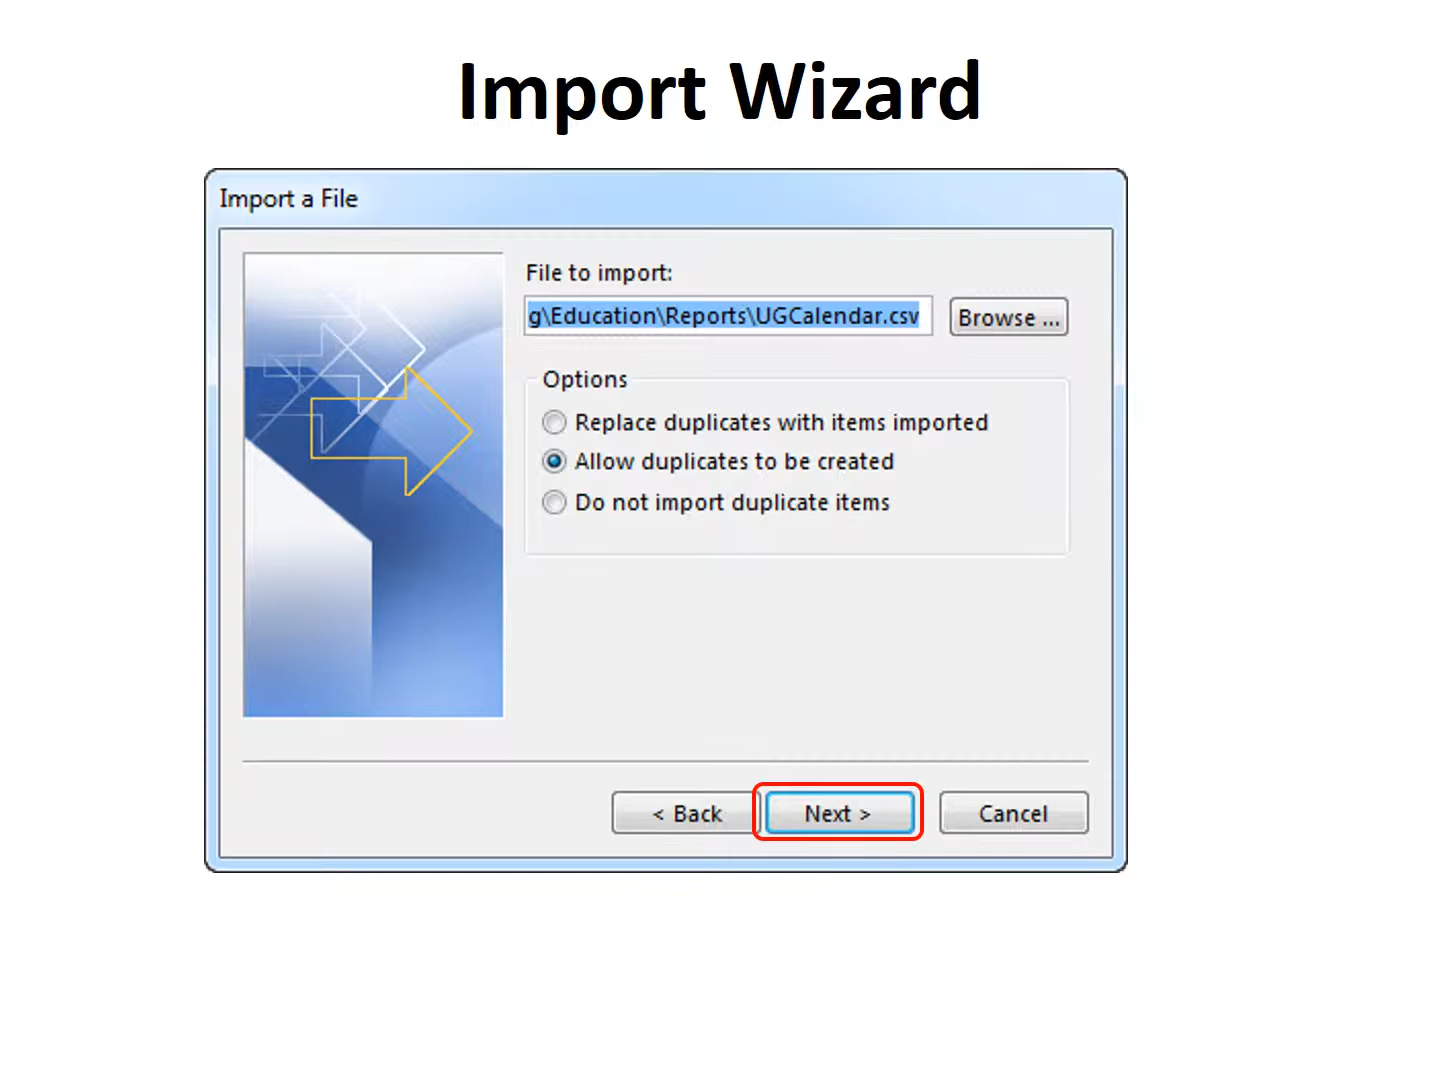 Import Wizard
Import a File
File to import:
g\Education\Reports\UGCalendar.csv
Browse ...
Options
Replace duplicates with items imported
Allow duplicates to be created
Do not import duplicate items
< Back
Next >
Cancel